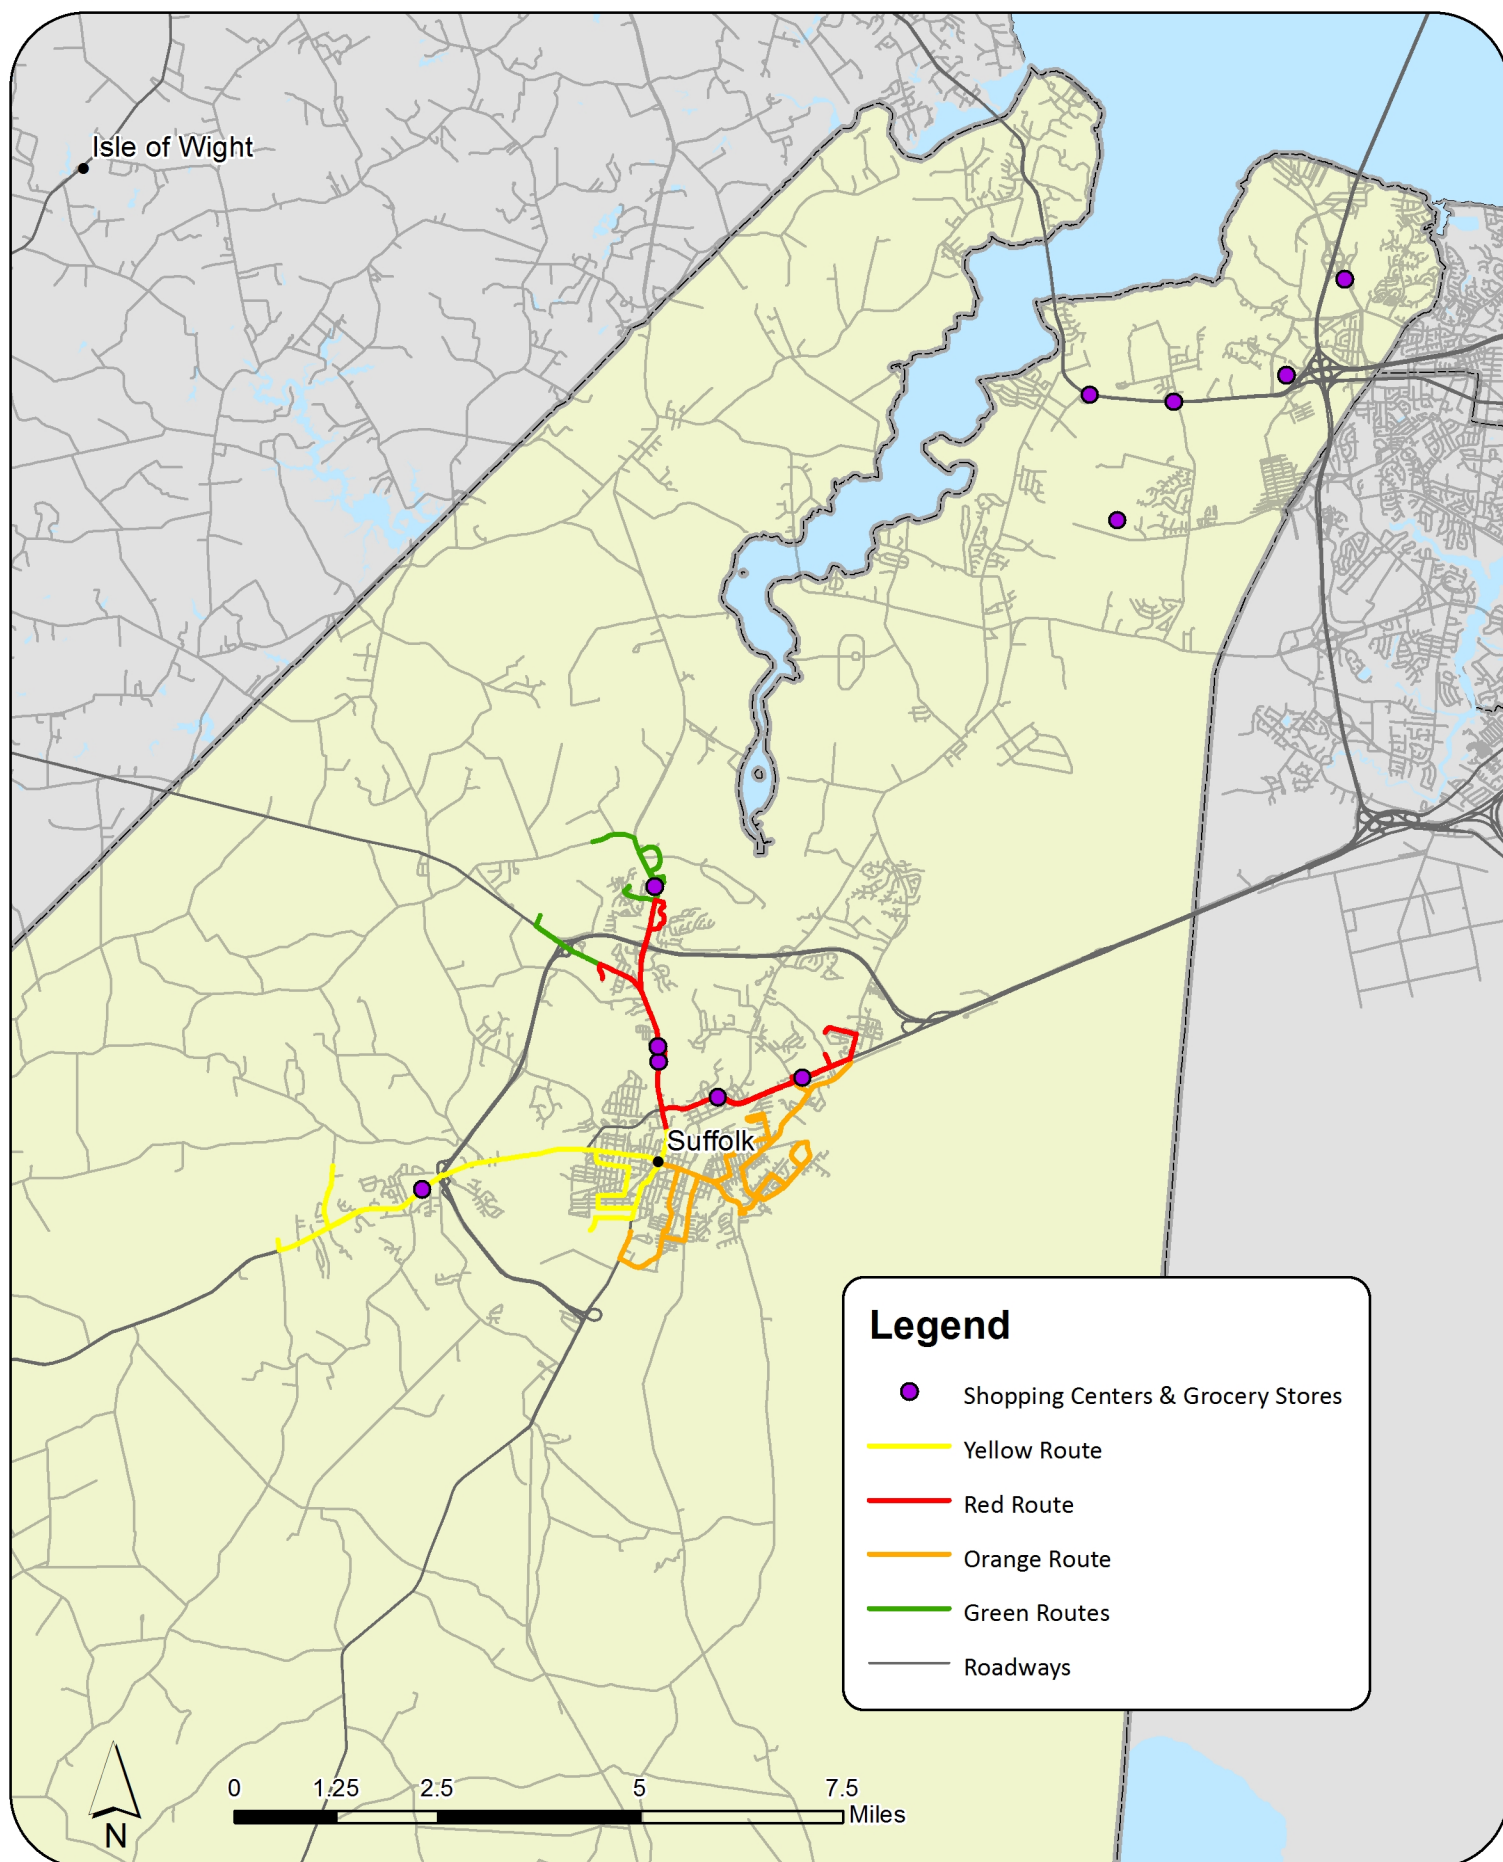 Isle of Wight
Suffolk
Legend
Shopping Centers & Grocery Stores
Yellow Route
Red Route
Orange Route
Green Routes
Roadways
0 1.25 2.5 5 7.5
Miles
N